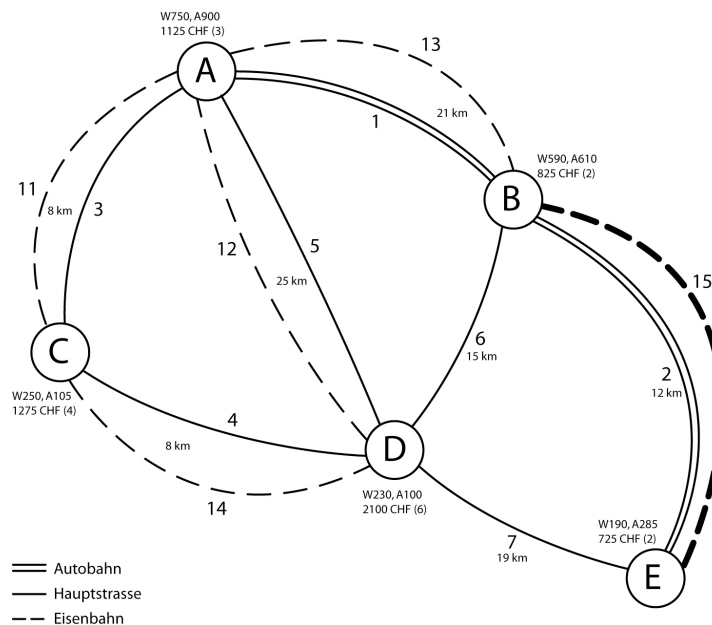 W750, A900
1125 CHF (3)
A
13
21 km
1
11
8 km
3
W590, A610
825 CHF (2)
B
12
5
25 km
15
6
15 km
2
12 km
C
W250, A105
1275 CHF (4)
4
8 km
14
D
W230, A100
2100 CHF (6)
7
19 km
W190, A285
725 CHF (2)
E
Autobahn
Hauptstrasse
Eisenbahn